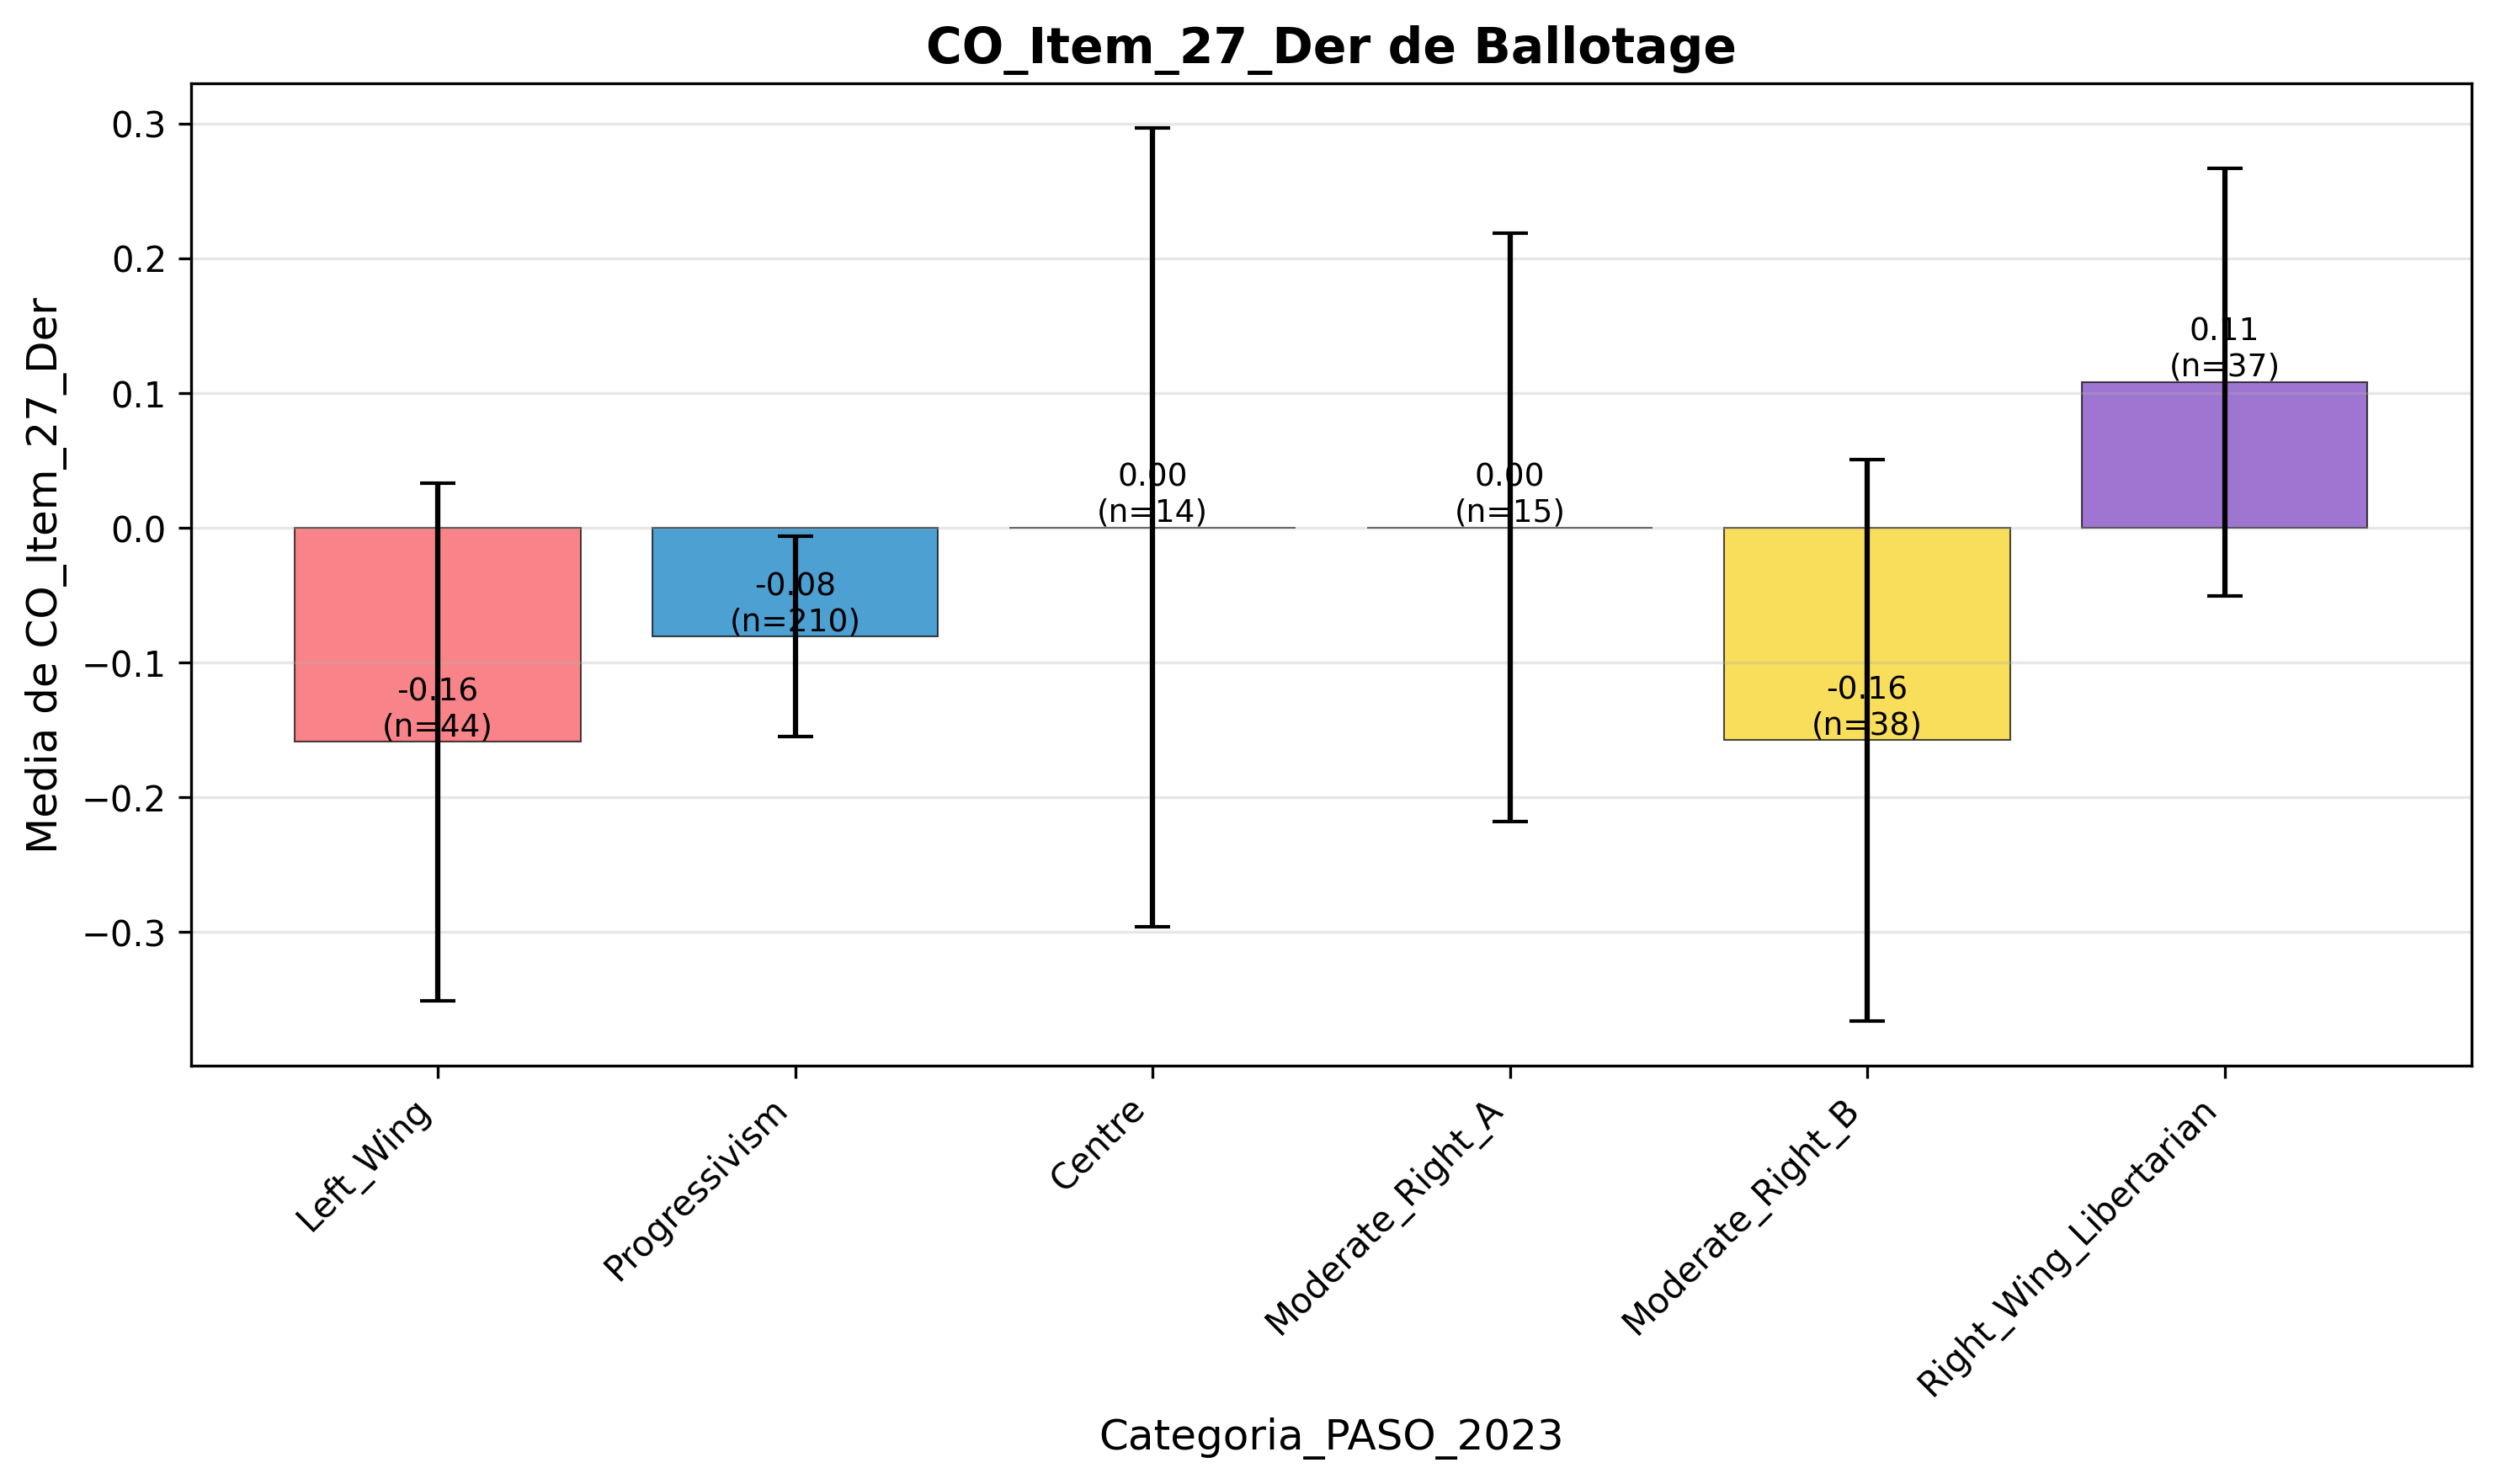 CO_Item_27_Der de Ballotage
Media de CO_Item_27_Der
0.3
0.2
0.1
0.0
−0.1
−0.2
−0.3
-0.16
(n=44)
-0.08
(n=210)
0.00
(n=14)
0.00
(n=15)
-0.16
(n=38)
0.11
(n=37)
Left_Wing
Progressivism
Centre
Moderate_Right_A
Moderate_Right_B
Right_Wing_Libertarian
Categoria_PASO_2023